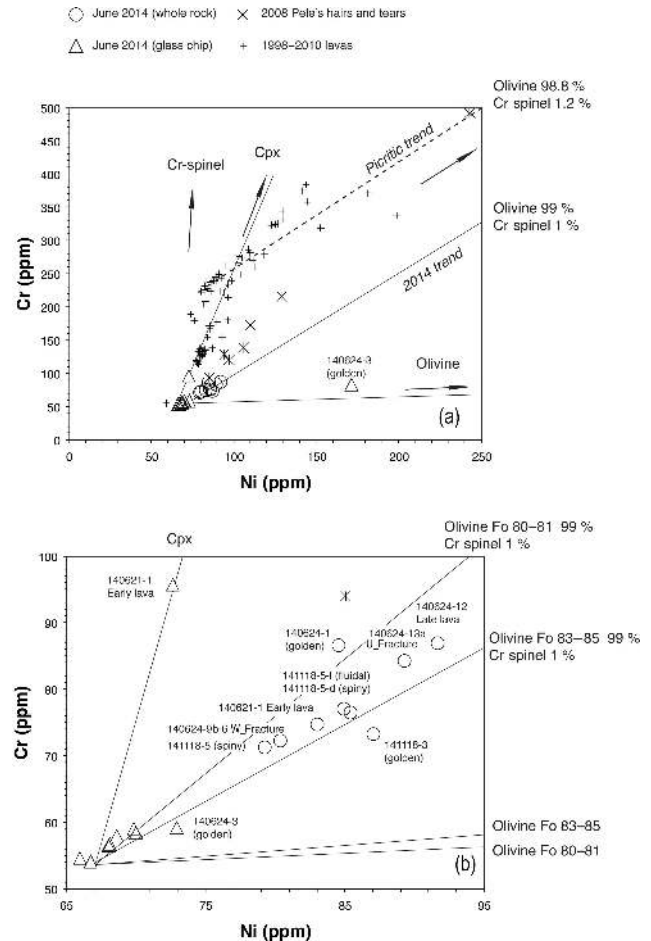 June 2014 (whole rock)
2008 Pele's hairs and tears
June 2014 (glass chip)
1998–2010 lavas
Olivine 98.8 %
Cr spinel 1.2 %
500
450
400
350
300
250
200
150
100
50
0
Cr (ppm)
Cr-spinel
Cpx
Picritic trend
Olivine 99 %
Cr spinel 1 %
2014 trend
140624-3
(golden)
Olivine
(a)
0
50
100
150
200
250
Ni (ppm)
Olivine Fo 80–81 99 %
Cr spinel 1 %
Cpx
100
90
80
70
60
50
Cr (ppm)
140621-1
Early lava
140624-12
Late lava
140624-1
(golden)
140624-13a
U_Fracture
Olivine Fo 83–85 99 %
Cr spinel 1 %
141118-5-f (fluidal)
141118-5-d (spiny)
140621-1 Early lava
140624-9b-6 W_Fracture
141118-5 (spiny)
141118-3
(golden)
140624-3
(golden)
Olivine Fo 83–85
Olivine Fo 80–81
(b)
65
75
85
95
Ni (ppm)